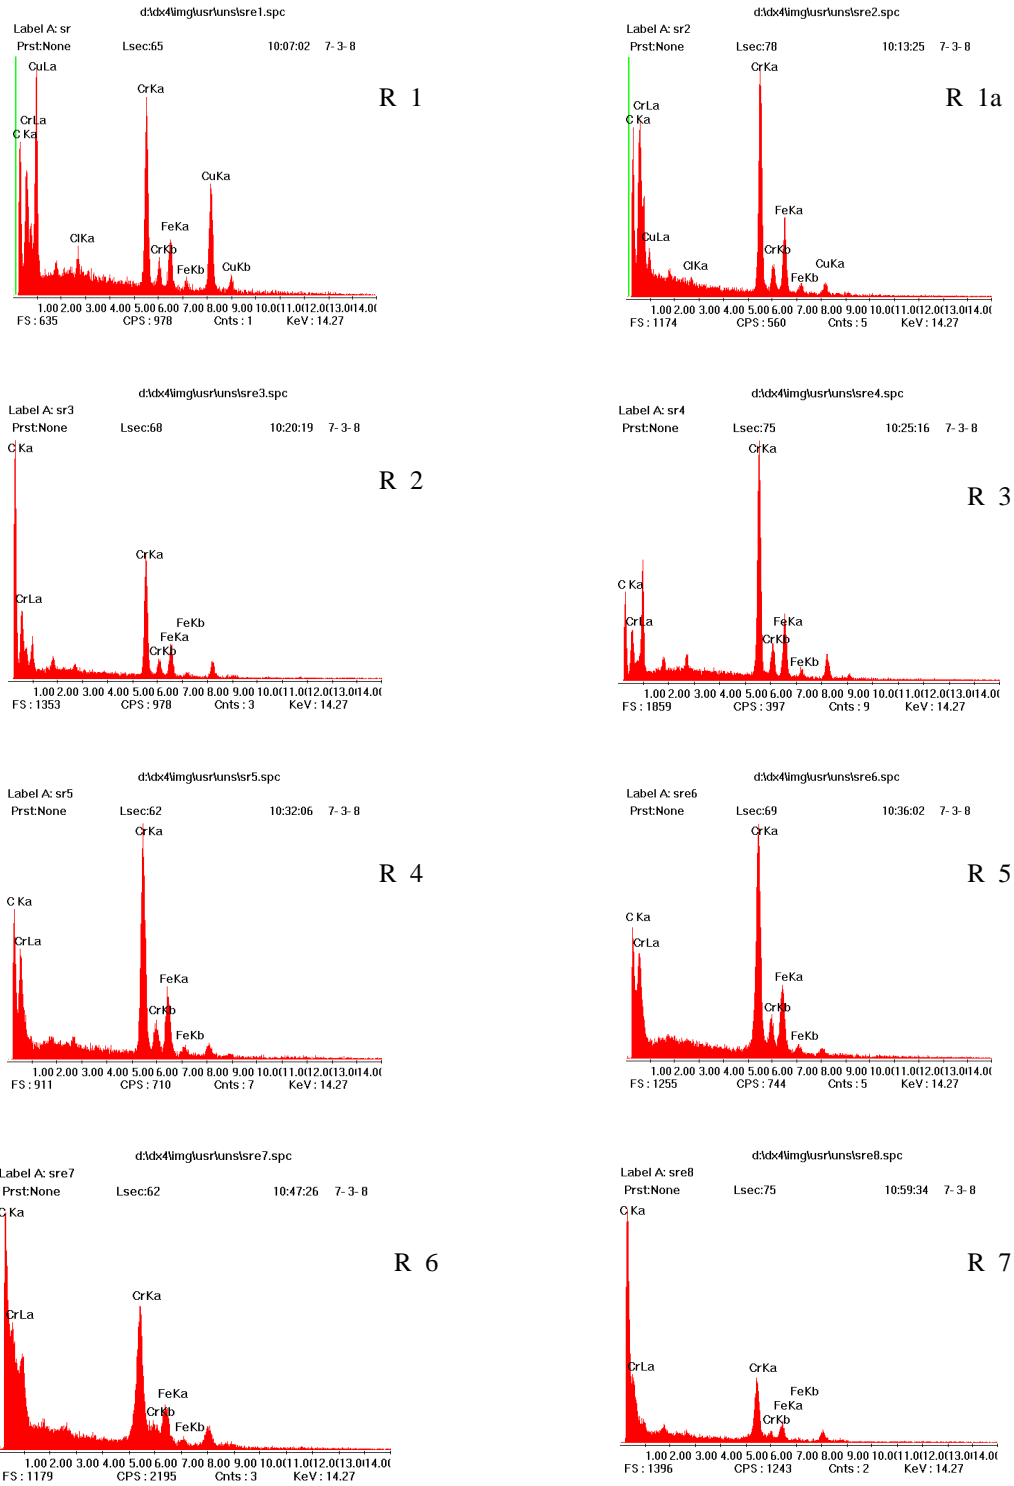 d:\dx4\img\usr\uns\sre1.spc
Label A: sr
Prst:None Lsec:65 10:07:02 7- 3- 8
CuLa
CrKa
R 1
CrLa
C Ka
CuKa
FeKa
ClKa
CrKb
FeKb
CuKb
1.00 2.00 3.00 4.00 5.00 6.00 7.00 8.00 9.00 10.0(11.0(12.0(13.0(14.0(
FS : 635 CPS : 978 Cnts : 1 KeV : 14.27
d:\dx4\img\usr\uns\sre2.spc
Label A: sr2
Prst:None Lsec:78 10:13:25 7- 3- 8
CrKa
R 1a
CrLa
C Ka
FeKa
CuLa
CrKb
ClKa
CuKa
FeKb
1.00 2.00 3.00 4.00 5.00 6.00 7.00 8.00 9.00 10.0(11.0(12.0(13.0(14.0(
FS : 1174 CPS : 560 Cnts : 5 KeV : 14.27
d:\dx4\img\usr\uns\sre3.spc
Label A: sr3
Prst:None Lsec:68 10:20:19 7- 3- 8
C Ka
R 2
CrKa
CrLa
FeKb
FeKa
CrKb
1.00 2.00 3.00 4.00 5.00 6.00 7.00 8.00 9.00 10.0(11.0(12.0(13.0(14.0(
FS : 1353 CPS : 978 Cnts : 3 KeV : 14.27
d:\dx4\img\usr\uns\sre4.spc
Label A: sr4
Prst:None Lsec:75 10:25:16 7- 3- 8
CrKa
R 3
C Ka
CrLa
FeKa
CrKb
FeKb
1.00 2.00 3.00 4.00 5.00 6.00 7.00 8.00 9.00 10.0(11.0(12.0(13.0(14.0(
FS : 1859 CPS : 397 Cnts : 9 KeV : 14.27
d:\dx4\img\usr\uns\sr5.spc
Label A: sr5
Prst:None Lsec:62 10:32:06 7- 3- 8
CrKa
R 4
C Ka
CrLa
FeKa
CrKb
FeKb
1.00 2.00 3.00 4.00 5.00 6.00 7.00 8.00 9.00 10.0(11.0(12.0(13.0(14.0(
FS : 911 CPS : 710 Cnts : 7 KeV : 14.27
d:\dx4\img\usr\uns\sre6.spc
Label A: sre6
Prst:None Lsec:69 10:36:02 7- 3- 8
CrKa
R 5
C Ka
CrLa
FeKa
CrKb
FeKb
1.00 2.00 3.00 4.00 5.00 6.00 7.00 8.00 9.00 10.0(11.0(12.0(13.0(14.0(
FS : 1255 CPS : 744 Cnts : 5 KeV : 14.27
d:\dx4\img\usr\uns\sre7.spc
Label A: sre7
Prst:None Lsec:62 10:47:26 7- 3- 8
C Ka
R 6
CrKa
CrLa
FeKa
CrKb
FeKb
1.00 2.00 3.00 4.00 5.00 6.00 7.00 8.00 9.00 10.0(11.0(12.0(13.0(14.0(
FS : 1179 CPS : 2195 Cnts : 3 KeV : 14.27
d:\dx4\img\usr\uns\sre8.spc
Label A: sre8
Prst:None Lsec:75 10:59:34 7- 3- 8
C Ka
R 7
CrLa
CrKa
FeKb
FeKa
CrKb
1.00 2.00 3.00 4.00 5.00 6.00 7.00 8.00 9.00 10.0(11.0(12.0(13.0(14.0(
FS : 1396 CPS : 1243 Cnts : 2 KeV : 14.27